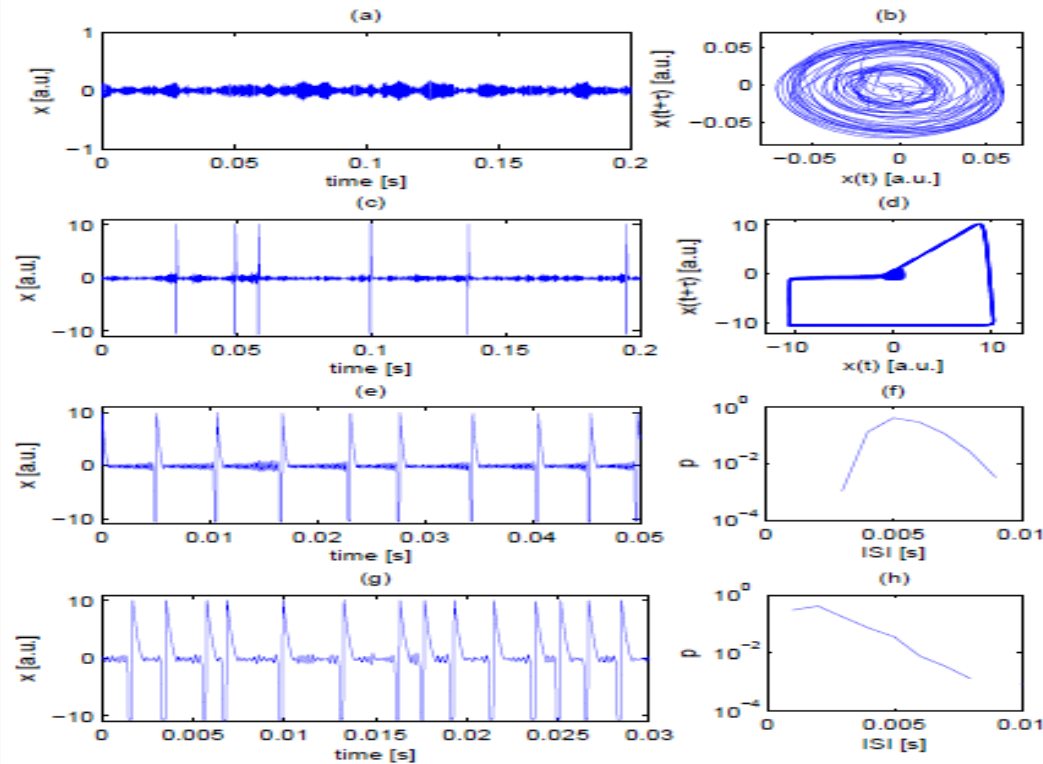 (a)
1
0
−1
x [a.u.]
0 0.05 0.1 0.15 0.2
time [s]
(b)
0.05
0
−0.05
x(t+τ) [a.u.]
−0.05 0 0.05
x(t) [a.u.]
(c)
10
0
−10
x [a.u.]
0 0.05 0.1 0.15 0.2
time [s]
(d)
10
0
−10
x(t+τ) [a.u.]
−10 0 10
x(t) [a.u.]
(e)
10
0
−10
x [a.u.]
0 0.01 0.02 0.03 0.04 0.05
time [s]
(f)
10⁰
10⁻²
10⁻⁴
p
0 0.005 0.01
ISI [s]
(g)
10
0
−10
x [a.u.]
0 0.005 0.01 0.015 0.02 0.025 0.03
time [s]
(h)
10⁰
10⁻²
10⁻⁴
p
0 0.005 0.01
ISI [s]